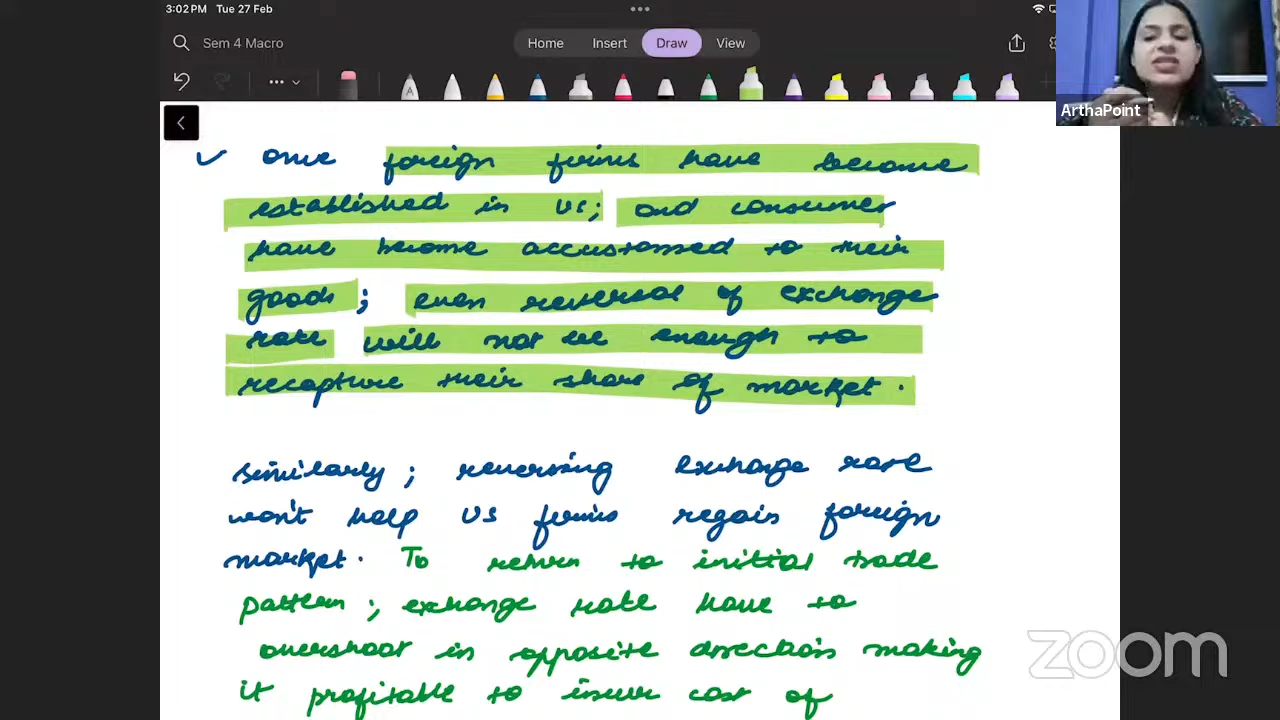 3:02 PM Tue 27 Feb
Sem 4 Macro
Home Insert Draw View
A
ArthaPoint
✓ once foreign firms have become
established in US; and consumer
have become accustomed to their
goods; even reversal of exchange
rate will not be enough to
recapture their share of market.
similarly; reversing exchange rate
won't help US firms regain foreign
market. To return to initial trade
pattern; exchange rate have to
overshoot in opposite direction making
it profitable to incur cost of
zoom